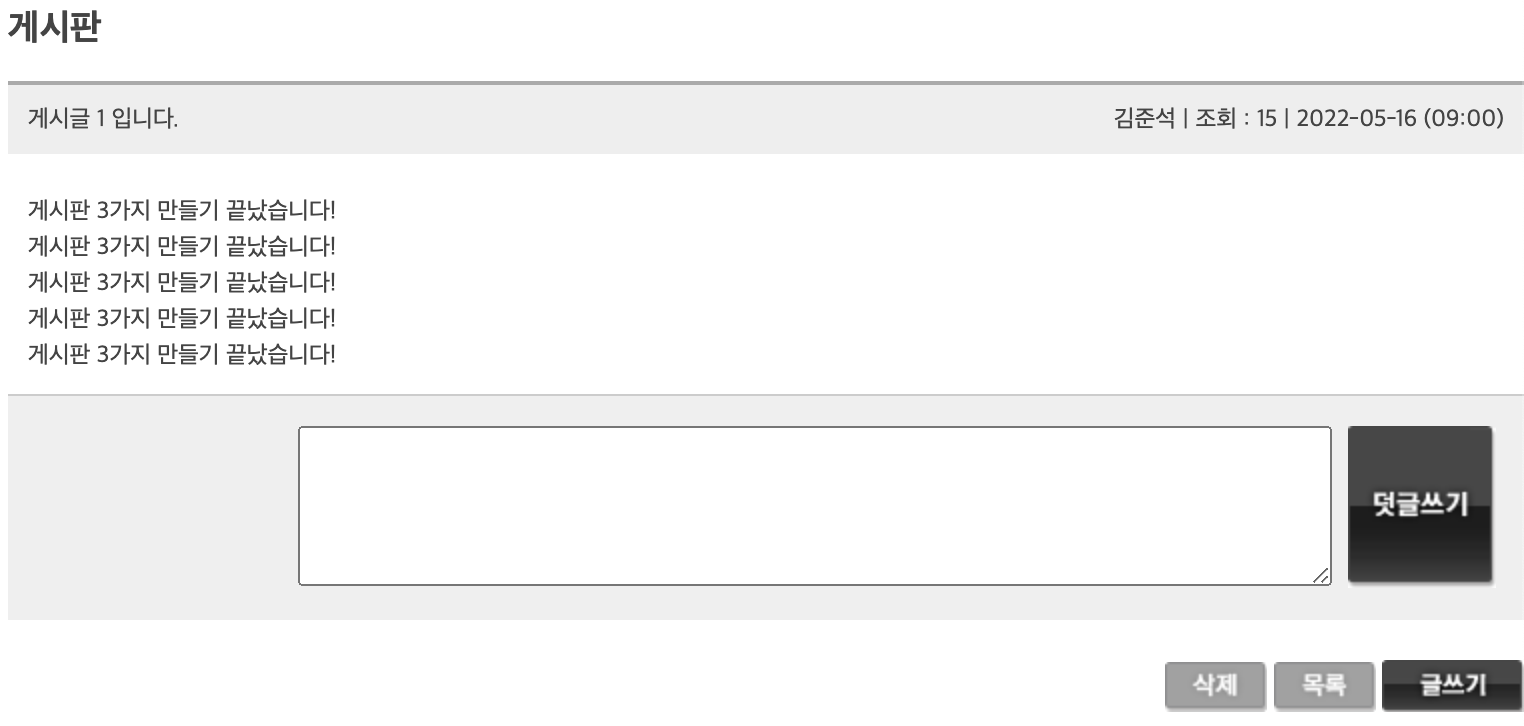 게시판
게시글 1 입니다. 김준석 | 조회 : 15 | 2022-05-16 (09:00)
게시판 3가지 만들기 끝났습니다!
게시판 3가지 만들기 끝났습니다!
게시판 3가지 만들기 끝났습니다!
게시판 3가지 만들기 끝났습니다!
게시판 3가지 만들기 끝났습니다!
덧글쓰기
삭제 목록 글쓰기